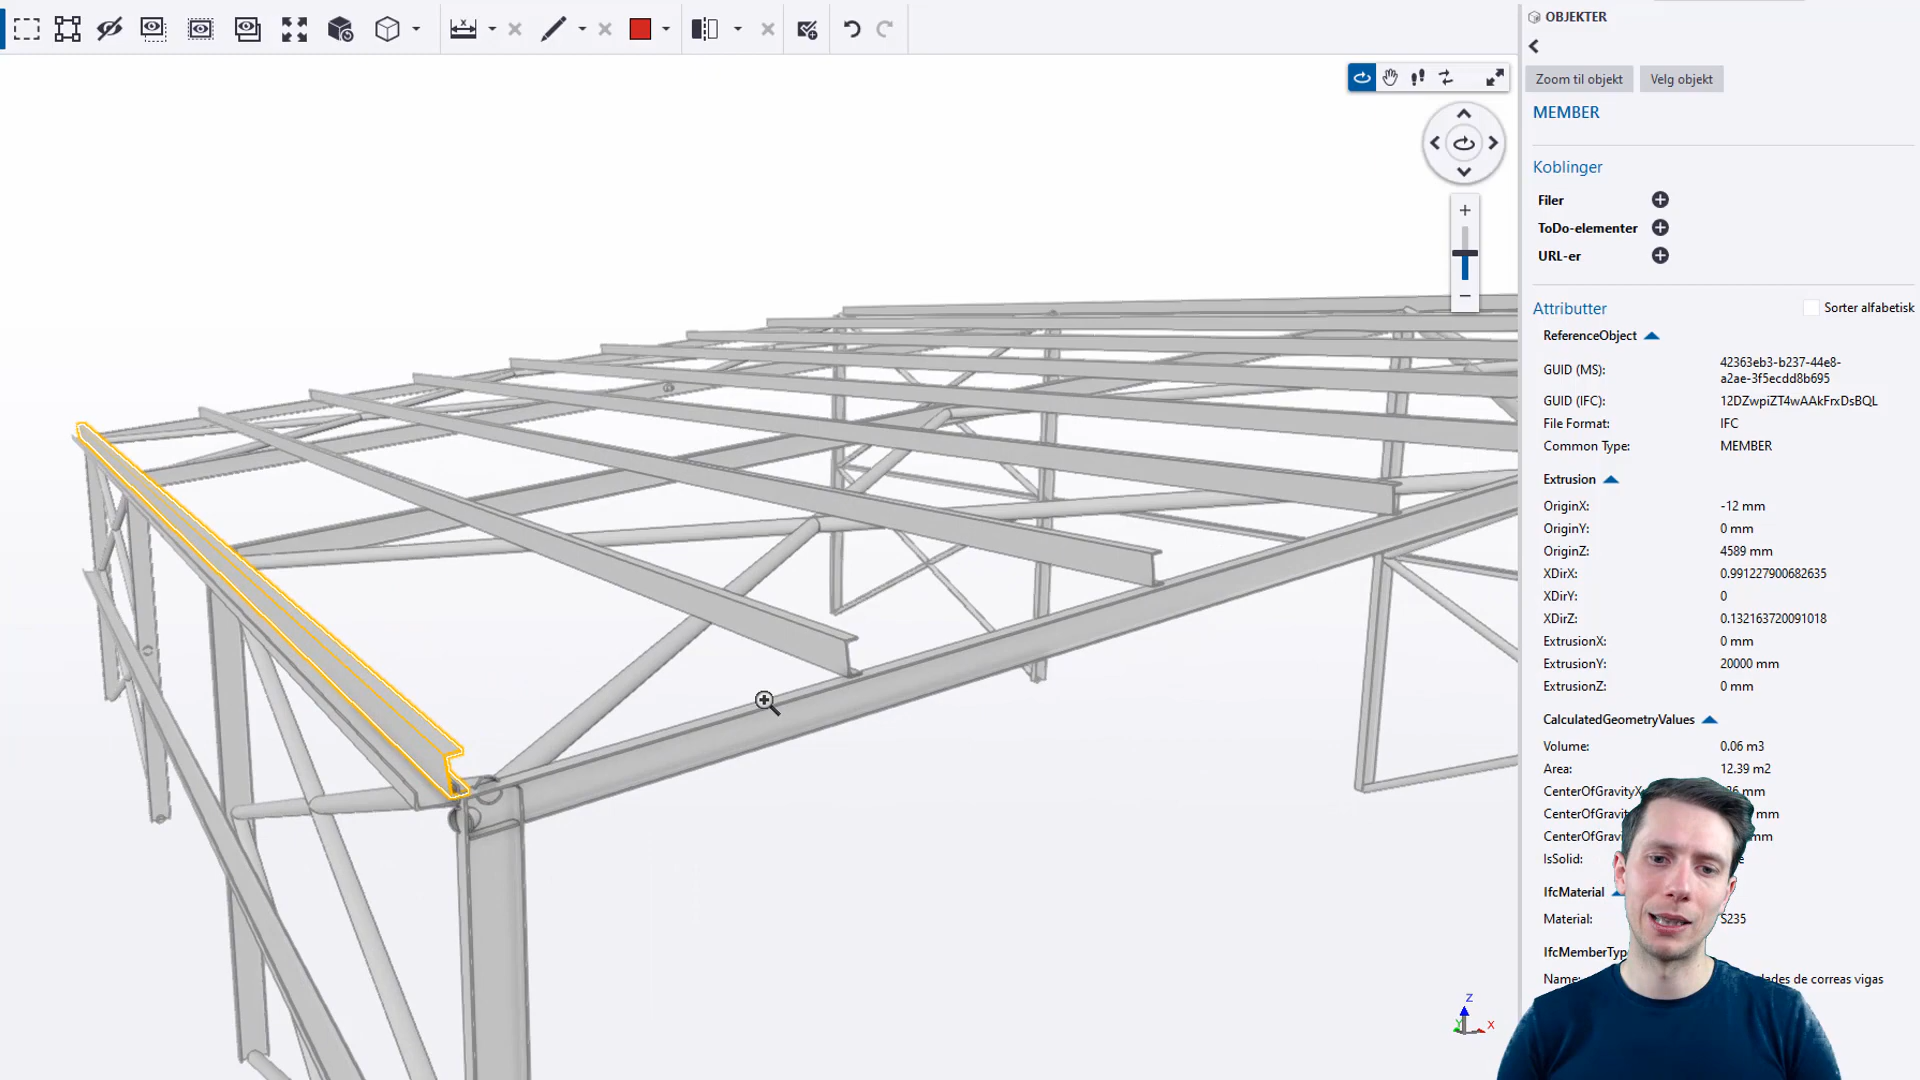 OBJEKTER
Zoom til objekt
Velg objekt
MEMBER
Koblinger
Filer
ToDo-elementer
URL-er
Attributter
Sorter alfabetisk
ReferenceObject
GUID (MS): 42363eb3-b237-44e8-
a2ae-3f5ecdd8b695
GUID (IFC): 12DZwpiZT4wAAkFrxDsBQL
File Format: IFC
Common Type: MEMBER
Extrusion
OriginX: -12 mm
OriginY: 0 mm
OriginZ: 4589 mm
XDirX: 0.991227900682635
XDirY: 0
XDirZ: 0.132163720091018
ExtrusionX: 0 mm
ExtrusionY: 20000 mm
ExtrusionZ: 0 mm
CalculatedGeometryValues
Volume: 0.06 m3
Area: 12.39 m2
CenterOfGravityX mm
CenterOfGravi mm
CenterOfGravi mm
IsSolid:
IfcMaterial
Material: S235
IfcMemberTyp
Name: de correas vigas
Z
Y
X